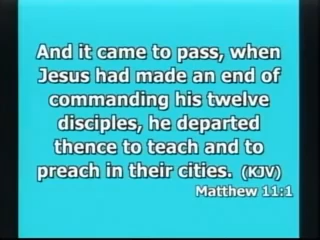 And it came to pass, when
Jesus had made an end of
commanding his twelve
disciples, he departed
thence to teach and to
preach in their cities. (KJV)
Matthew 11:1